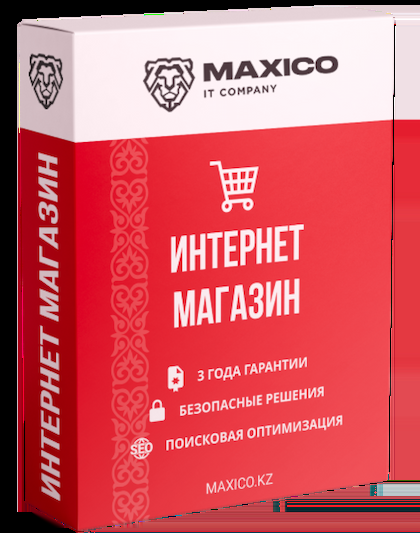 MAXICO
IT COMPANY
ИНТЕРНЕТ МАГАЗИН
ИНТЕРНЕТ
МАГАЗИН
3 ГОДА ГАРАНТИИ
БЕЗОПАСНЫЕ РЕШЕНИЯ
SEO
ПОИСКОВАЯ ОПТИМИЗАЦИЯ
MAXICO.KZ